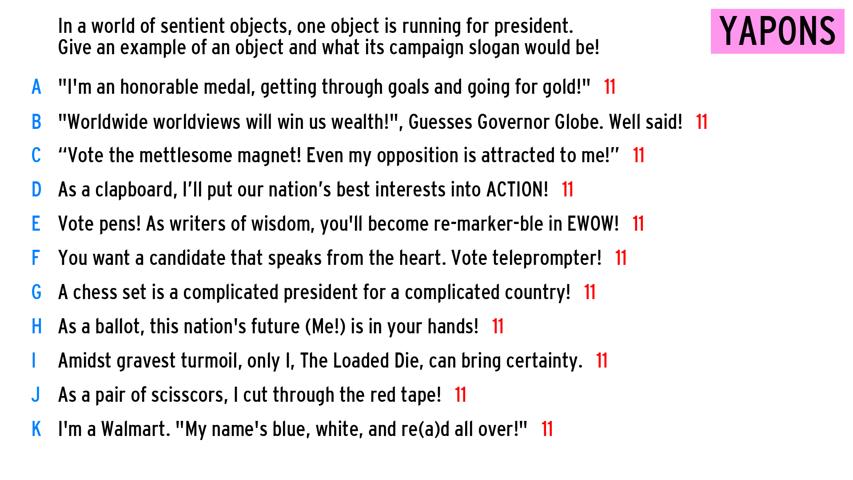 In a world of sentient objects, one object is running for president.
Give an example of an object and what its campaign slogan would be!
YAPONS
A "I'm an honorable medal, getting through goals and going for gold!" 11
B "Worldwide worldviews will win us wealth!", Guesses Governor Globe. Well said! 11
C “Vote the mettlesome magnet! Even my opposition is attracted to me!” 11
D As a clapboard, I’ll put our nation’s best interests into ACTION! 11
E Vote pens! As writers of wisdom, you'll become re-marker-ble in EWOW! 11
F You want a candidate that speaks from the heart. Vote teleprompter! 11
G A chess set is a complicated president for a complicated country! 11
H As a ballot, this nation's future (Me!) is in your hands! 11
I Amidst gravest turmoil, only I, The Loaded Die, can bring certainty. 11
J As a pair of scisscors, I cut through the red tape! 11
K I'm a Walmart. "My name's blue, white, and re(a)d all over!" 11